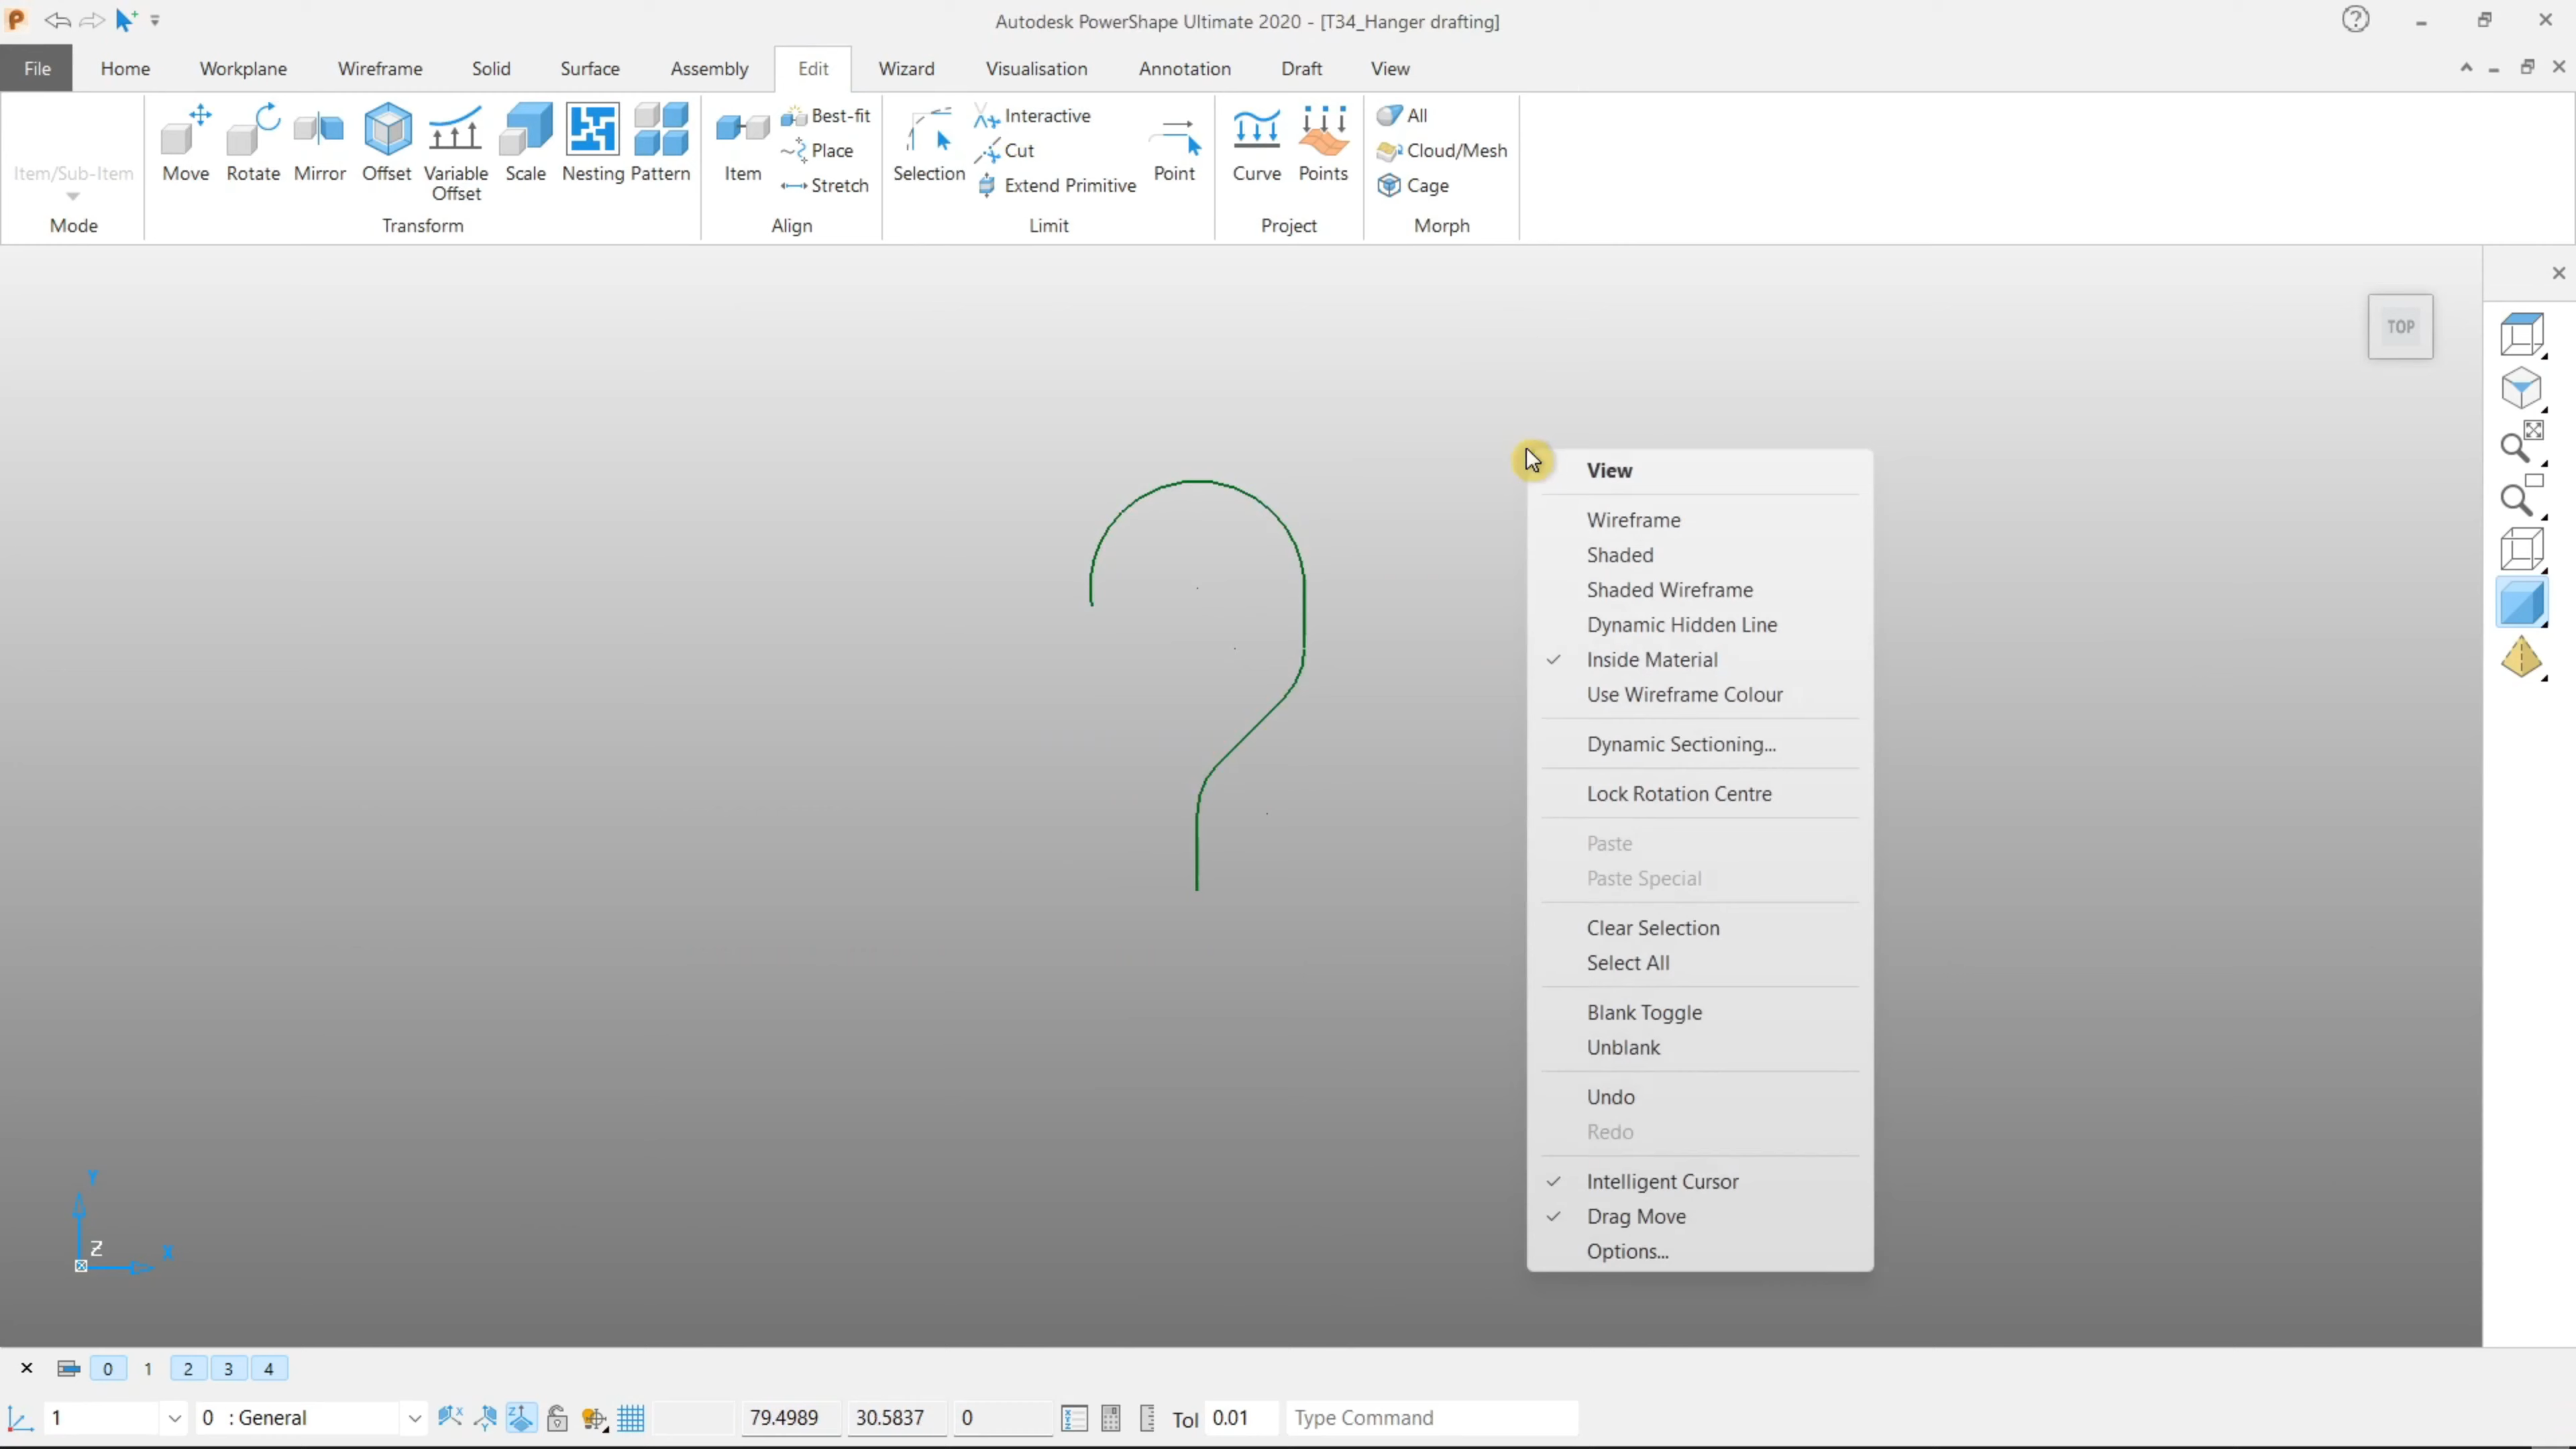 Autodesk PowerShape Ultimate 2020 - [T34_Hanger drafting]
File Home Workplane Wireframe Solid Surface Assembly Edit Wizard Visualisation Annotation Draft View
Item/Sub-Item
Mode
Move Rotate Mirror Offset Variable Offset Scale Nesting Pattern
Transform
Item
Best-fit
Place
Stretch
Align
Selection
Interactive
Cut
Extend Primitive
Point
Limit
Curve Points
Project
All
Cloud/Mesh
Cage
Morph
TOP
View
Wireframe
Shaded
Shaded Wireframe
Dynamic Hidden Line
Inside Material
Use Wireframe Colour
Dynamic Sectioning...
Lock Rotation Centre
Paste
Paste Special
Clear Selection
Select All
Blank Toggle
Unblank
Undo
Redo
Intelligent Cursor
Drag Move
Options...
Y
Z
X
0 1 2 3 4
1 0 : General 79.4989 30.5837 0 Tol 0.01 Type Command